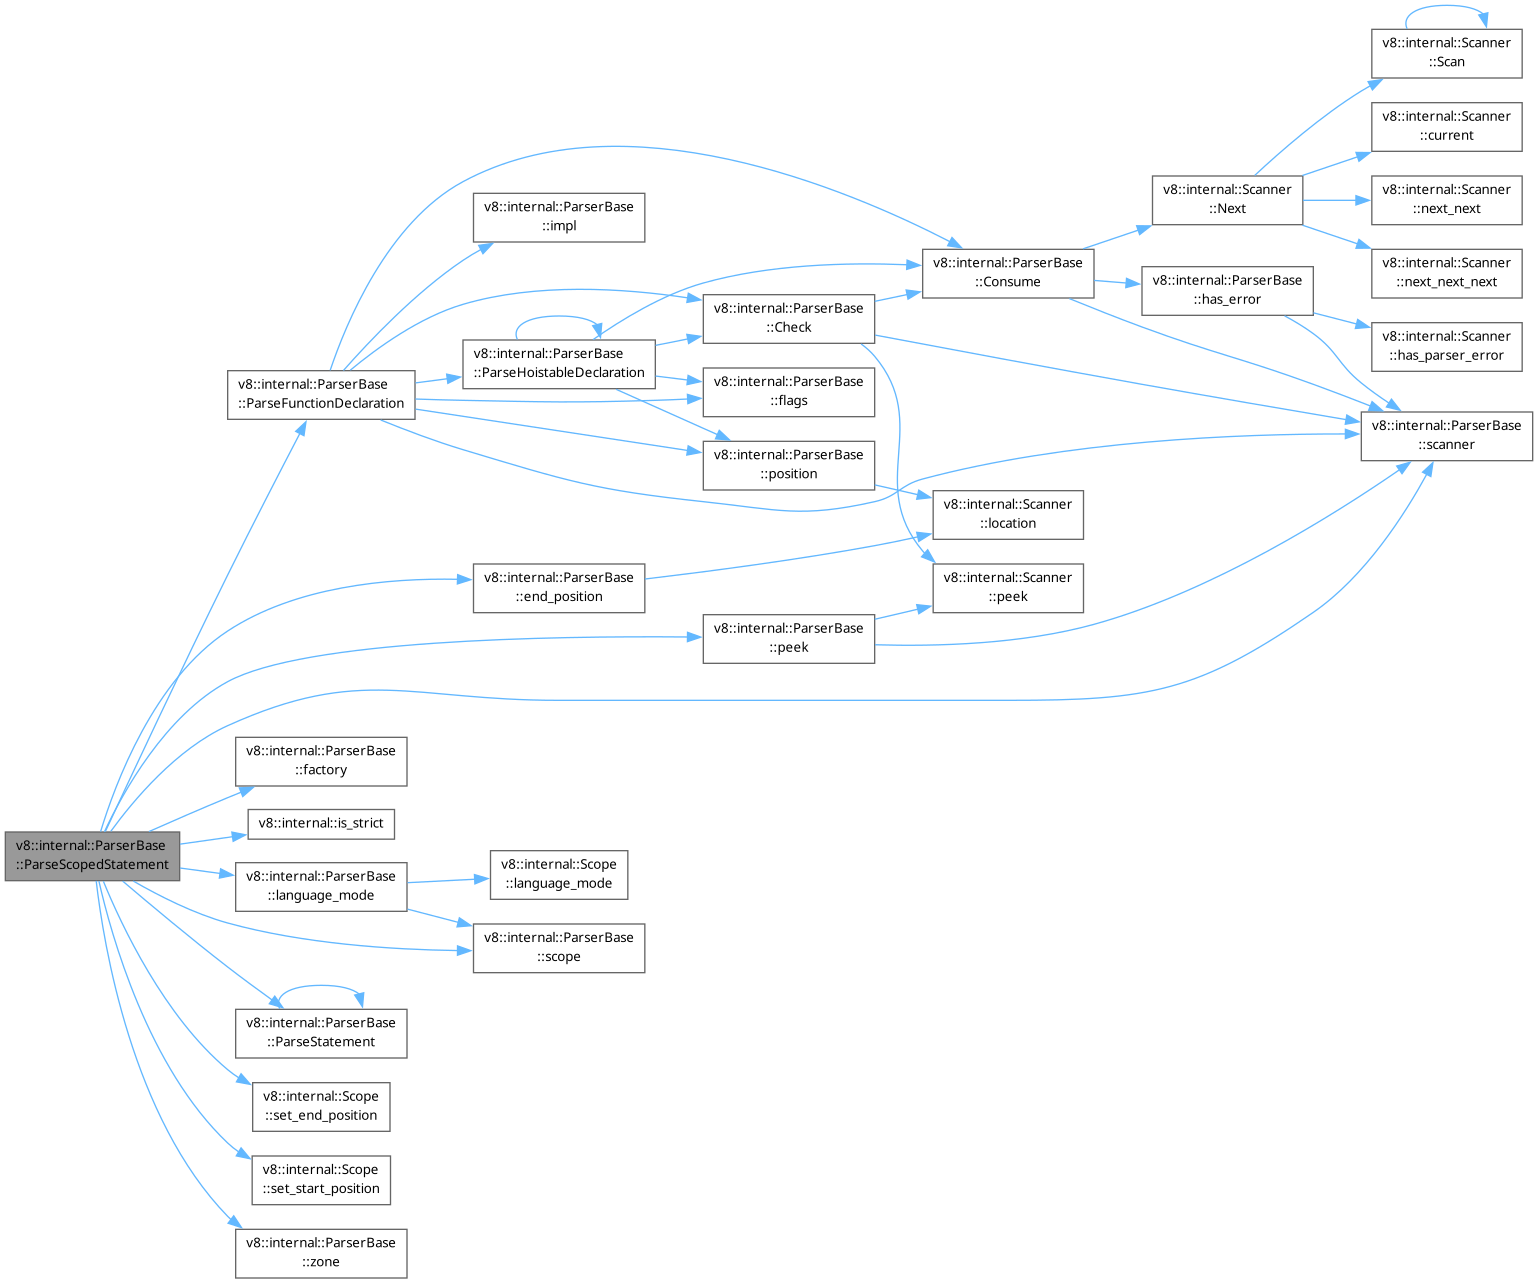 v8::internal::Scanner
::Scan
v8::internal::Scanner
::current
v8::internal::Scanner
::Next
v8::internal::Scanner
::next_next
v8::internal::ParserBase
::impl
v8::internal::ParserBase
::Consume
v8::internal::Scanner
::next_next_next
v8::internal::ParserBase
::has_error
v8::internal::ParserBase
::Check
v8::internal::Scanner
::has_parser_error
v8::internal::ParserBase
::ParseHoistableDeclaration
v8::internal::ParserBase
::ParseFunctionDeclaration
v8::internal::ParserBase
::flags
v8::internal::ParserBase
::scanner
v8::internal::ParserBase
::position
v8::internal::Scanner
::location
v8::internal::ParserBase
::end_position
v8::internal::Scanner
::peek
v8::internal::ParserBase
::peek
v8::internal::ParserBase
::factory
v8::internal::is_strict
v8::internal::ParserBase
::ParseScopedStatement
v8::internal::ParserBase
::language_mode
v8::internal::Scope
::language_mode
v8::internal::ParserBase
::scope
v8::internal::ParserBase
::ParseStatement
v8::internal::Scope
::set_end_position
v8::internal::Scope
::set_start_position
v8::internal::ParserBase
::zone